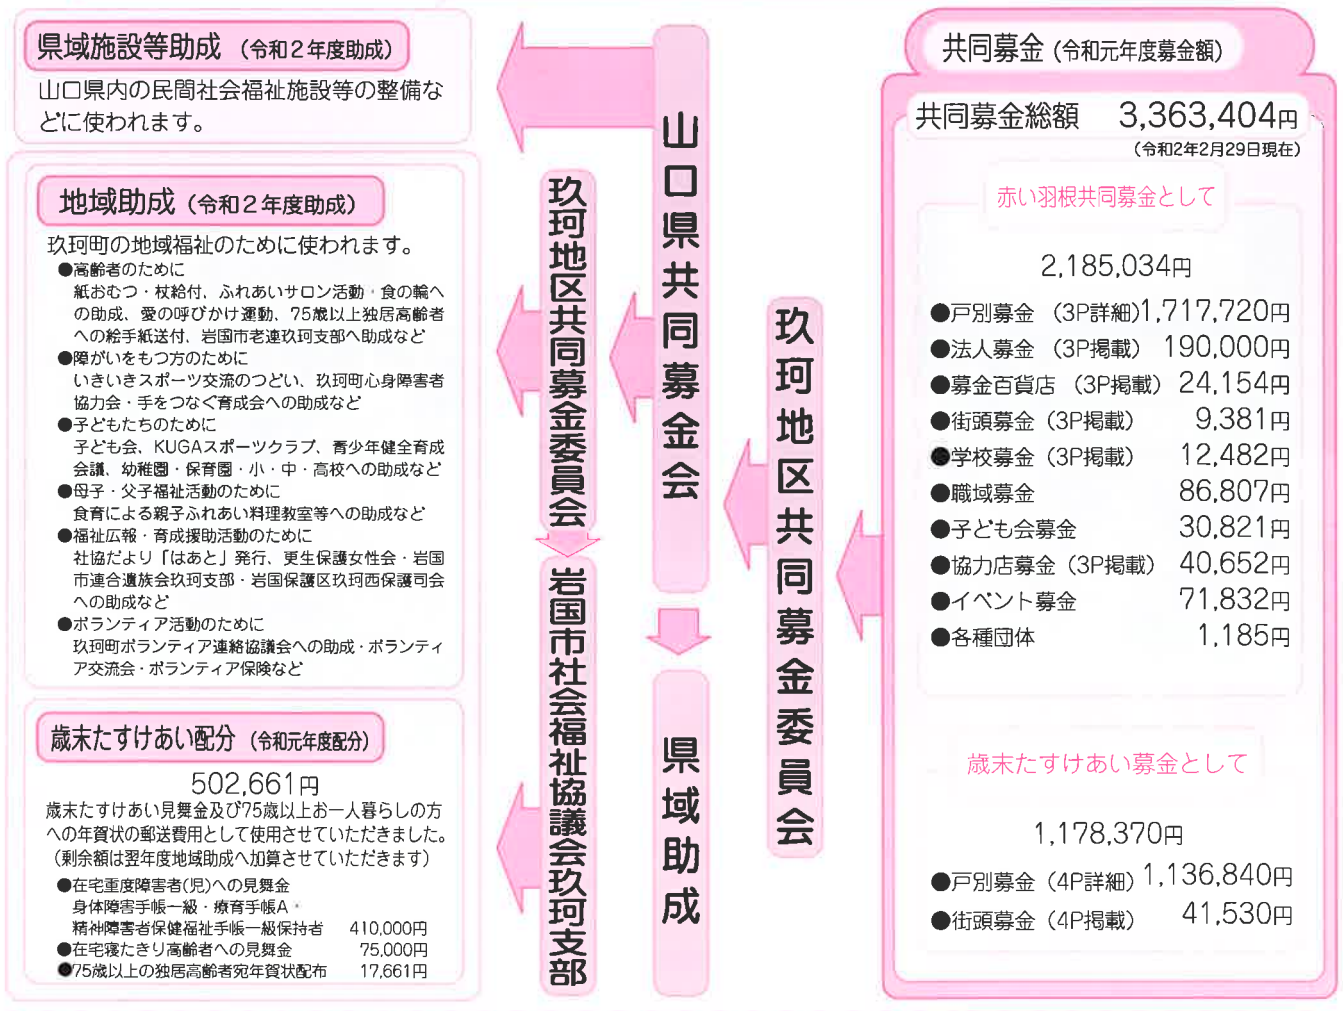 県域施設等助成 （令和２年度助成）
山口県内の民間社会福祉施設等の整備な
どに使われます。
地域助成（令和２年度助成）
玖珂町の地域福祉のために使われます。
●高齢者のために
紙おむつ・杖給付、ふれあいサロン活動・食の輪へ
の助成、愛の呼びかけ運動、75歳以上独居高齢者
への絵手紙送付、岩国市老連玖珂支部へ助成など
●障がいをもつ方のために
いきいきスポーツ交流のつどい、玖珂町心身障害者
協力会・手をつなぐ育成会への助成など
●子どもたちのために
子ども会、KUGAスポーツクラブ、青少年健全育成
会議、幼稚園・保育園・小・中・高校への助成など
●母子・父子福祉活動のために
食育による親子ふれあい料理教室等への助成など
●福祉広報・育成援助活動のために
社協だより「はあと」発行、更生保護女性会・岩国
市連合遺族会玖珂支部・岩国保護区玖珂西保護司会
への助成など
●ボランティア活動のために
玖珂町ボランティア連絡協議会への助成・ボランティ
ア交流会・ボランティア保険など
歳末たすけあい配分 （令和元年度配分）
502,661円
歳末たすけあい見舞金及び75歳以上お一人暮らしの方
への年賀状の郵送費用として使用させていただきました。
（剰余額は翌年度地域助成へ加算させていただきます）
●在宅重度障害者(児)への見舞金
身体障害手帳一級・療育手帳A・
精神障害者保健福祉手帳一級保持者 410,000円
●在宅寝たきり高齢者への見舞金 75,000円
●75歳以上の独居高齢者宛年賀状配布 17,661円
玖珂地区共同募金委員会
岩国市社会福祉協議会玖珂支部
山口県共同募金会
県域助成
玖珂地区共同募金委員会
共同募金（令和元年度募金額）
共同募金総額 3,363,404円
（令和2年2月29日現在）
赤い羽根共同募金として
2,185,034円
●戸別募金 （3P詳細）1,717,720円
●法人募金 （3P掲載） 190,000円
●募金百貨店 （3P掲載） 24,154円
●街頭募金（3P掲載） 9,381円
●学校募金（3P掲載） 12,482円
●職域募金 86,807円
●子ども会募金 30,821円
●協力店募金（3P掲載） 40,652円
●イベント募金 71,832円
●各種団体 1,185円
歳末たすけあい募金として
1,178,370円
●戸別募金（4P詳細）1,136,840円
●街頭募金（4P掲載） 41,530円